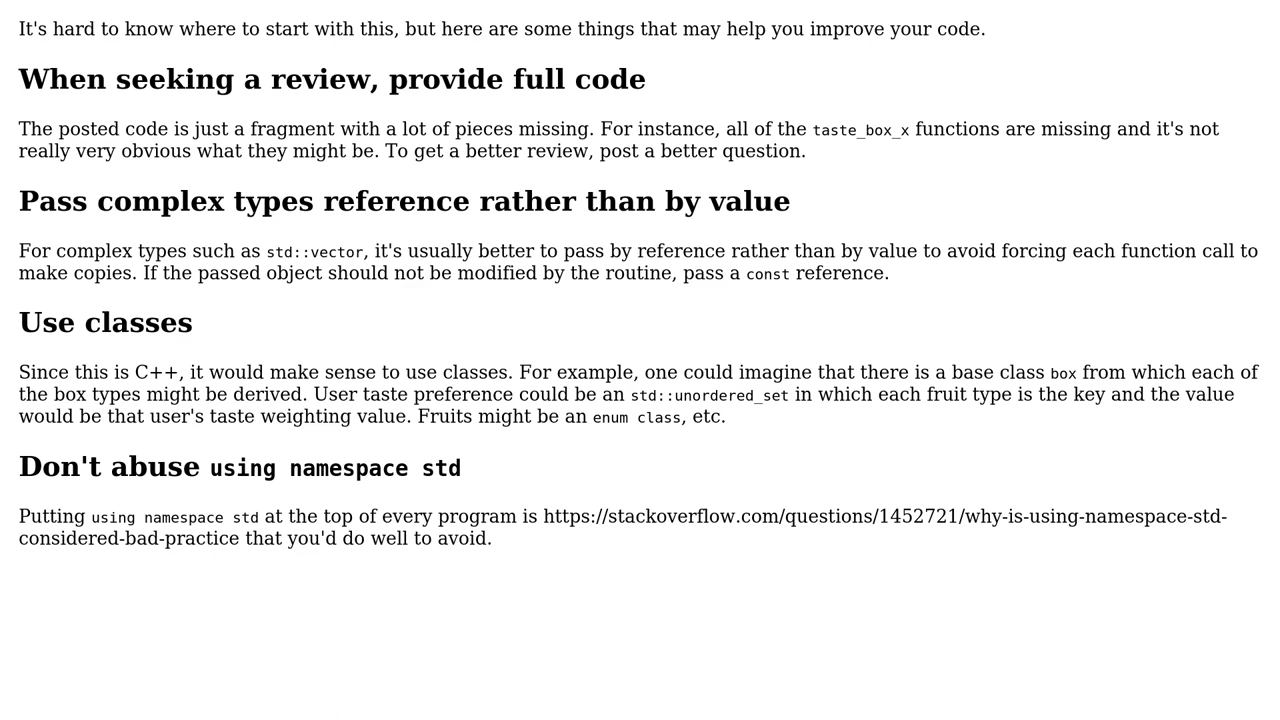 It's hard to know where to start with this, but here are some things that may help you improve your code.
When seeking a review, provide full code
The posted code is just a fragment with a lot of pieces missing. For instance, all of the taste_box_x functions are missing and it's not
really very obvious what they might be. To get a better review, post a better question.
Pass complex types reference rather than by value
For complex types such as std::vector, it's usually better to pass by reference rather than by value to avoid forcing each function call to
make copies. If the passed object should not be modified by the routine, pass a const reference.
Use classes
Since this is C++, it would make sense to use classes. For example, one could imagine that there is a base class box from which each of
the box types might be derived. User taste preference could be an std::unordered_set in which each fruit type is the key and the value
would be that user's taste weighting value. Fruits might be an enum class, etc.
Don't abuse using namespace std
Putting using namespace std at the top of every program is https://stackoverflow.com/questions/1452721/why-is-using-namespace-std-
considered-bad-practice that you'd do well to avoid.